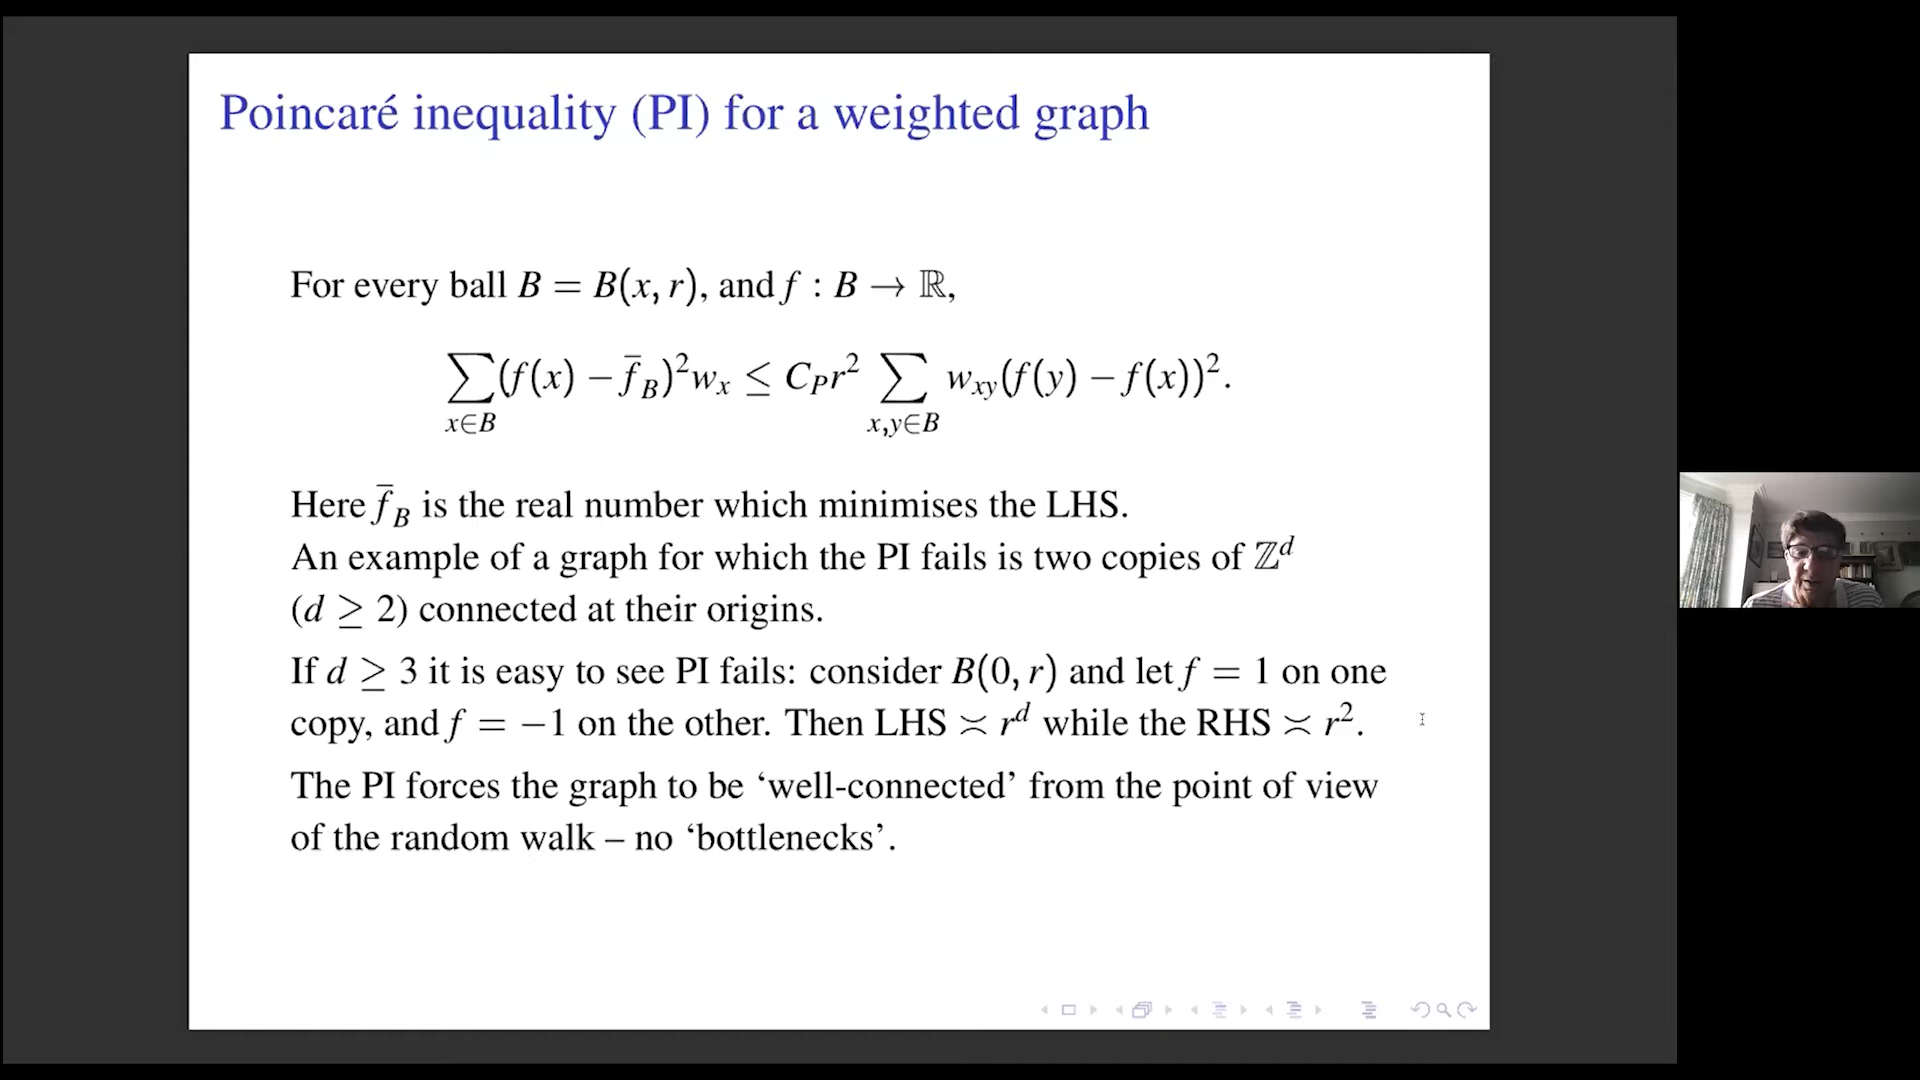 Poincaré inequality (PI) for a weighted graph
For every ball B = B(x, r), and f : B → ℝ,
∑_{x∈B} (f(x) − f̄_B)² w_x ≤ C_P r² ∑_{x,y∈B} w_{xy}(f(y) − f(x))².
Here f̄_B is the real number which minimises the LHS.
An example of a graph for which the PI fails is two copies of ℤ^d
(d ≥ 2) connected at their origins.
If d ≥ 3 it is easy to see PI fails: consider B(0, r) and let f = 1 on one
copy, and f = −1 on the other. Then LHS ≍ r^d while the RHS ≍ r².
The PI forces the graph to be ‘well-connected’ from the point of view
of the random walk – no ‘bottlenecks’.